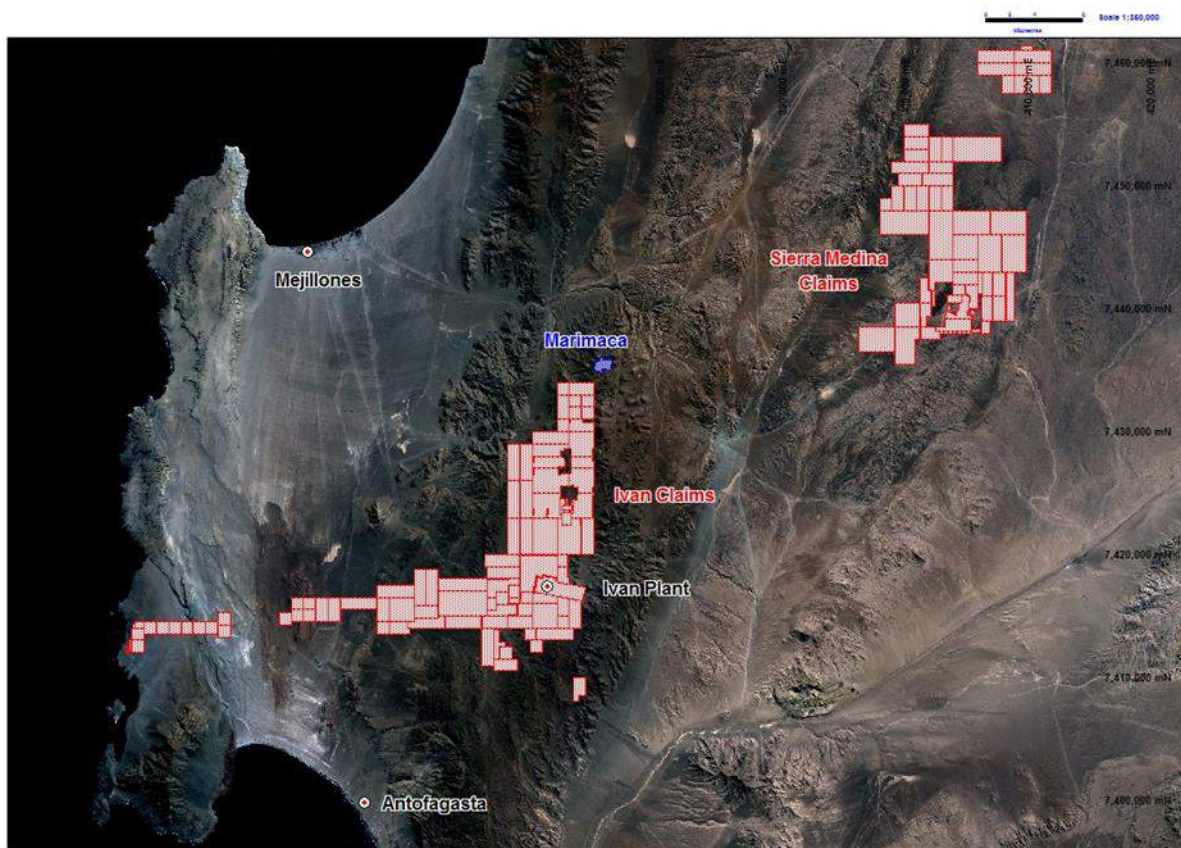 Scale
7,460,000 mN
410,000 mE
7,450,000 mN
Mejillones
Sierra Medina
Claims
7,440,000 mN
Marimaca
7,430,000 mN
Ivan Claims
7,420,000 mN
Ivan Plant
7,410,000 mN
Antofagasta
7,400,000 mN